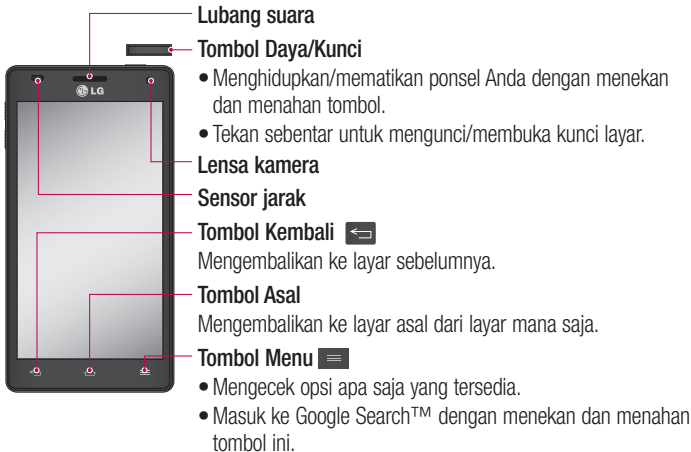 Lubang suara
Tombol Daya/Kunci
• Menghidupkan/mematikan ponsel Anda dengan menekan
dan menahan tombol.
• Tekan sebentar untuk mengunci/membuka kunci layar.
LG
Lensa kamera
Sensor jarak
Tombol Kembali
Mengembalikan ke layar sebelumnya.
Tombol Asal
Mengembalikan ke layar asal dari layar mana saja.
Tombol Menu
• Mengecek opsi apa saja yang tersedia.
• Masuk ke Google Search™ dengan menekan dan menahan
tombol ini.